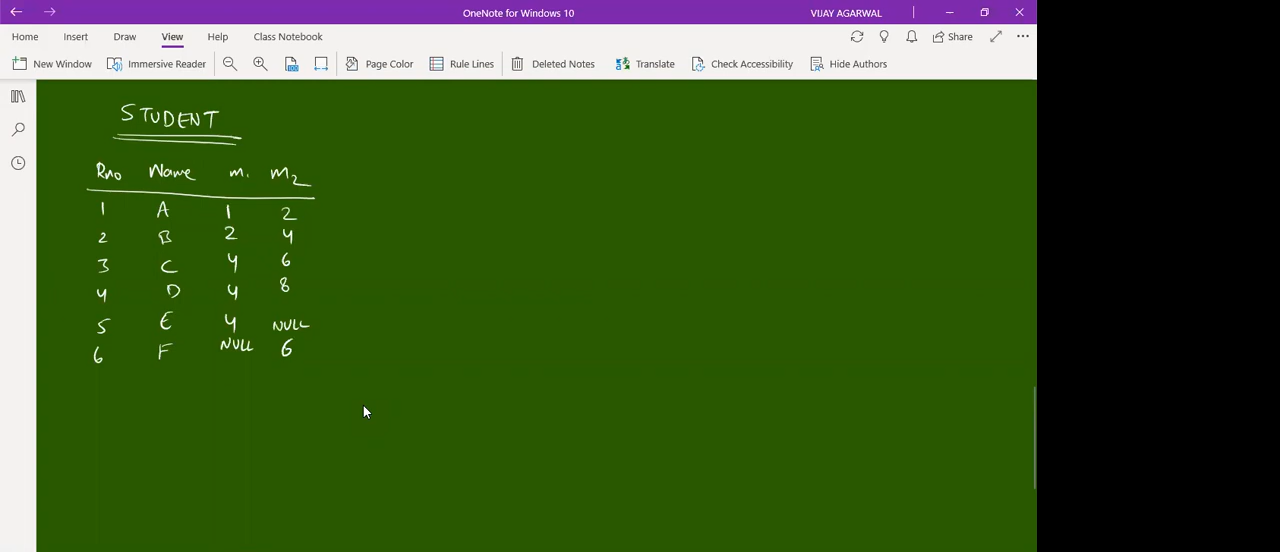 OneNote for Windows 10
VIJAY AGARWAL
Home Insert Draw View Help Class Notebook
Share
New Window Immersive Reader Page Color Rule Lines Deleted Notes Translate Check Accessibility Hide Authors
STUDENT
Rno Name m1 m2
1 A 1 2
2 B 2 4
3 C 4 6
4 D 4 8
5 E 4 NULL
6 F NULL 6